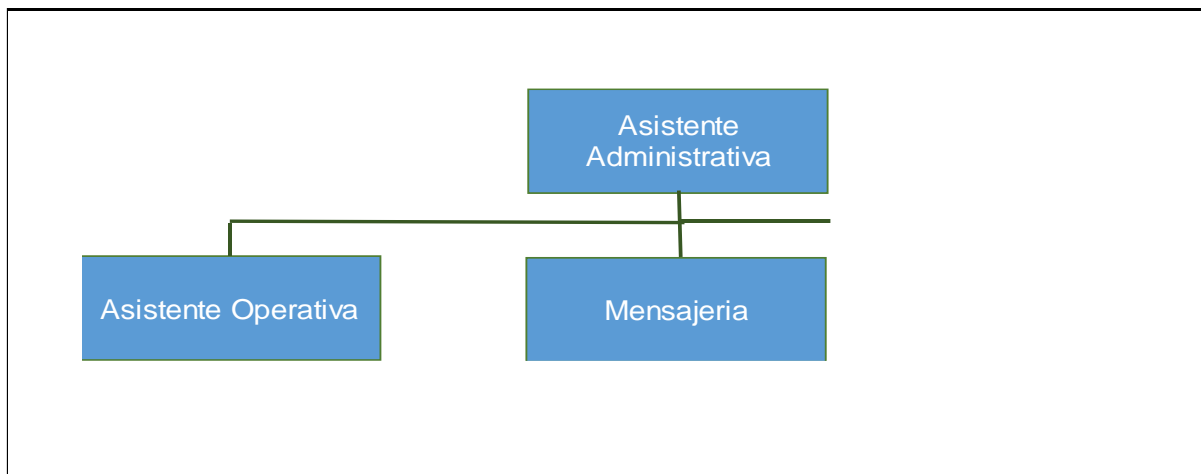 Asistente
Administrativa
Asistente Operativa
Mensajeria